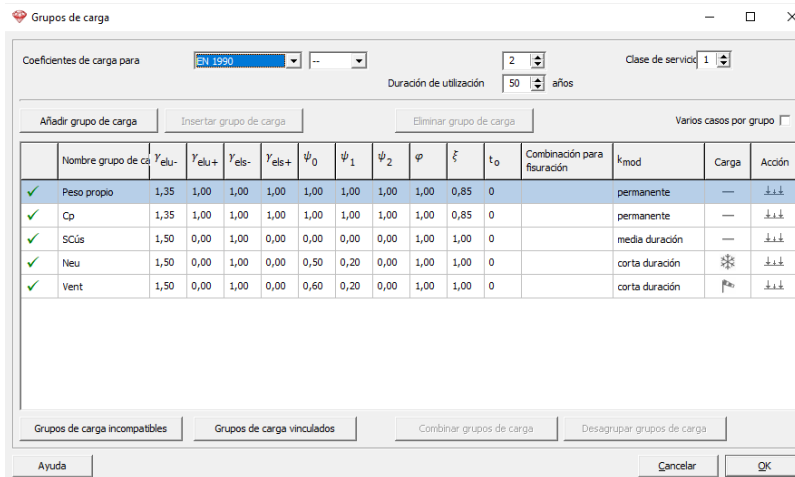 Grupos de carga
Coeficientes de carga para EN 1990 -- 2 Clase de servicio 1
Duración de utilización 50 años
Añadir grupo de carga Insertar grupo de carga Eliminar grupo de carga Varios casos por grupo
Nombre grupo de ca γelu- γelu+ γels- γels+ ψ0 ψ1 ψ2 φ ξ to Combinación para fisuración kmod Carga Acción
Peso propio 1,35 1,00 1,00 1,00 1,00 1,00 1,00 1,00 0,85 0 permanente
Cp 1,35 1,00 1,00 1,00 1,00 1,00 1,00 1,00 0,85 0 permanente
SCús 1,50 0,00 1,00 0,00 0,00 0,00 0,00 1,00 1,00 0 media duración
Neu 1,50 0,00 1,00 0,00 0,50 0,20 0,00 1,00 1,00 0 corta duración
Vent 1,50 0,00 1,00 0,00 0,60 0,20 0,00 1,00 1,00 0 corta duración
Grupos de carga incompatibles Grupos de carga vinculados Combinar grupos de carga Desagrupar grupos de carga
Ayuda Cancelar OK